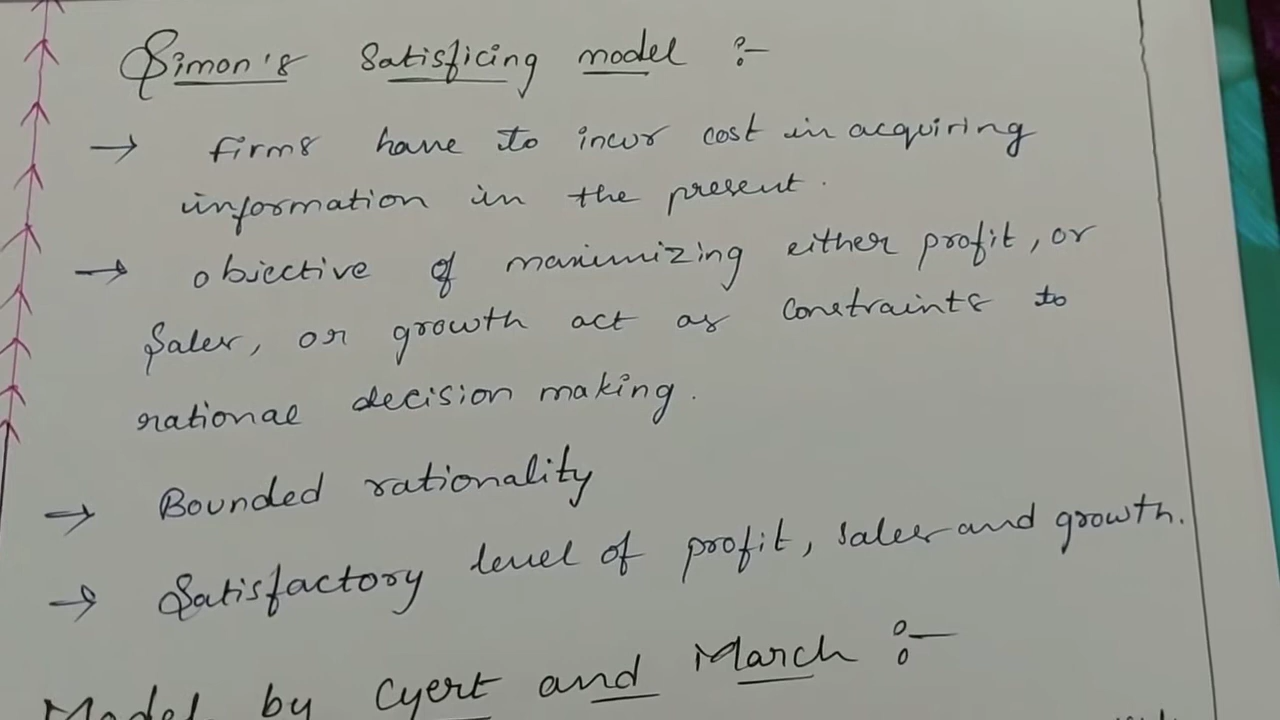 Simon's Satisficing model :-
→ firms have to incur cost in acquiring
information in the present.
→ objective of maximizing either profit, or
Sales, or growth act as constraints to
rational decision making.
→ Bounded rationality
→ Satisfactory level of profit, sales and growth.
Model by Cyert and March :-